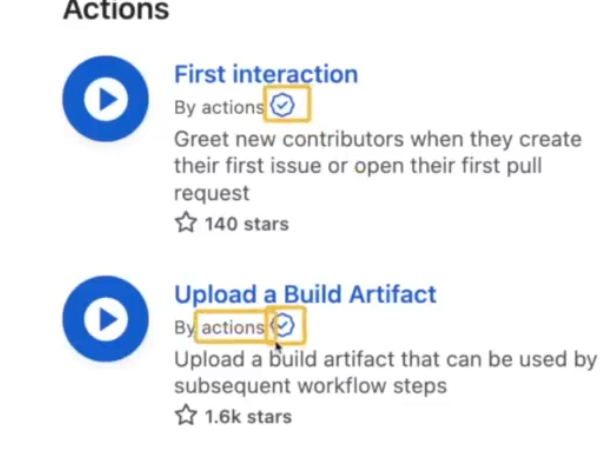 Actions
First interaction
By actions
Greet new contributors when they create
their first issue or open their first pull
request
140 stars
Upload a Build Artifact
By actions
Upload a build artifact that can be used by
subsequent workflow steps
1.6k stars